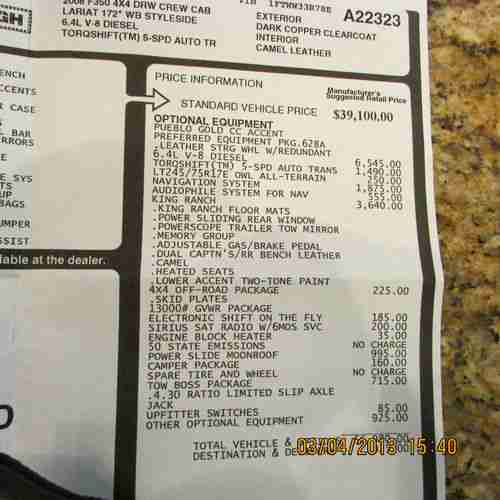 2008 F350 4X4 DRW CREW CAB
LARIAT 172" WB STYLESIDE
6.4L V-8 DIESEL
TORQSHIFT(TM) 5-SPD AUTO TR
VIN
EXTERIOR
DARK COPPER CLEARCOAT
INTERIOR
CAMEL LEATHER
A22323
GH
ENCH
CCENTS
R CASE
L BAR
RRORS
E SYS
TS
UP
BAGS
UMPER
SSIST
lable at the dealer.
PRICE INFORMATION
Manufacturer's
Suggested Retail Price
STANDARD VEHICLE PRICE $39,100.00
OPTIONAL EQUIPMENT
PUEBLO GOLD CC ACCENT
PREFERRED EQUIPMENT PKG.628A
.LEATHER STRG WHL W/REDUNDANT
6.4L V-8 DIESEL 6,545.00
TORQSHIFT(TM) 5-SPD AUTO TRANS 1,490.00
LT245/75R17E OWL ALL-TERRAIN 250.00
NAVIGATION SYSTEM 1,875.00
AUDIOPHILE SYSTEM FOR NAV 555.00
KING RANCH 3,640.00
.KING RANCH FLOOR MATS
.POWER SLIDING REAR WINDOW
.POWERSCOPE TRAILER TOW MIRROR
.MEMORY GROUP
.ADJUSTABLE GAS/BRAKE PEDAL
.DUAL CAPTN'S/RR BENCH LEATHER
.CAMEL
.HEATED SEATS
.LOWER ACCENT TWO-TONE PAINT
4X4 OFF-ROAD PACKAGE 225.00
.SKID PLATES
13000# GVWR PACKAGE
ELECTRONIC SHIFT ON THE FLY 185.00
SIRIUS SAT RADIO W/6MOS SVC 200.00
ENGINE BLOCK HEATER 35.00
50 STATE EMISSIONS NO CHARGE
POWER SLIDE MOONROOF 995.00
CAMPER PACKAGE 160.00
SPARE TIRE AND WHEEL NO CHARGE
TOW BOSS PACKAGE 715.00
.4.30 RATIO LIMITED SLIP AXLE
JACK
UPFITTER SWITCHES 85.00
OTHER OPTIONAL EQUIPMENT 925.00
TOTAL VEHICLE &
DESTINATION &
03/04/2013 15:40